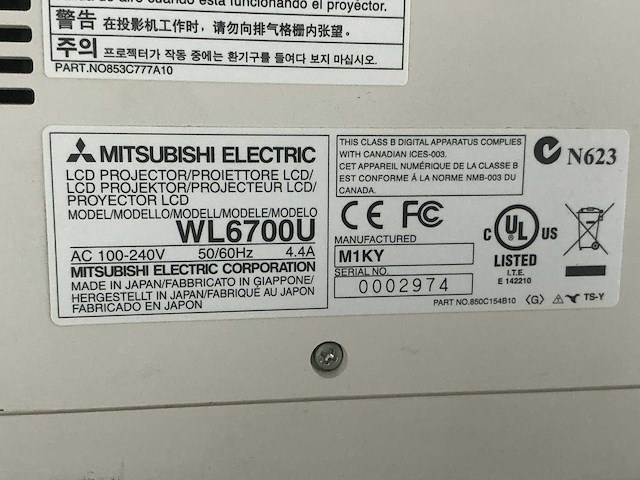 cuando está funcionando el proyector.
警告 在投影机工作时，请勿向排气格栅内张望。
주의 프로젝터가 작동 중에는 환기구를 들여다 보지 마십시오.
PART.NO853C777A10
MITSUBISHI ELECTRIC
LCD PROJECTOR/PROIETTORE LCD/
LCD PROJEKTOR/PROJECTEUR LCD/
PROYECTOR LCD
MODEL/MODELLO/MODELL/MODELE/MODELO
WL6700U
AC 100-240V 50/60Hz 4.4A
MITSUBISHI ELECTRIC CORPORATION
MADE IN JAPAN/FABBRICATO IN GIAPPONE/
HERGESTELLT IN JAPAN/FABRIQUÉ AU JAPON
FABRICADO EN JAPON
THIS CLASS B DIGITAL APPARATUS COMPLIES
WITH CANADIAN ICES-003.
CET APPAREIL NUMÉRIQUE DE LA CLASSE B
EST CONFORME Á LA NORME NMB-003 DU
CANADA.
CE FC
MANUFACTURED
M1KY
SERIAL NO.
0002974
N623
C UL US
LISTED
I.T.E.
E 142210
PART NO.850C154B10 <G> TS-Y